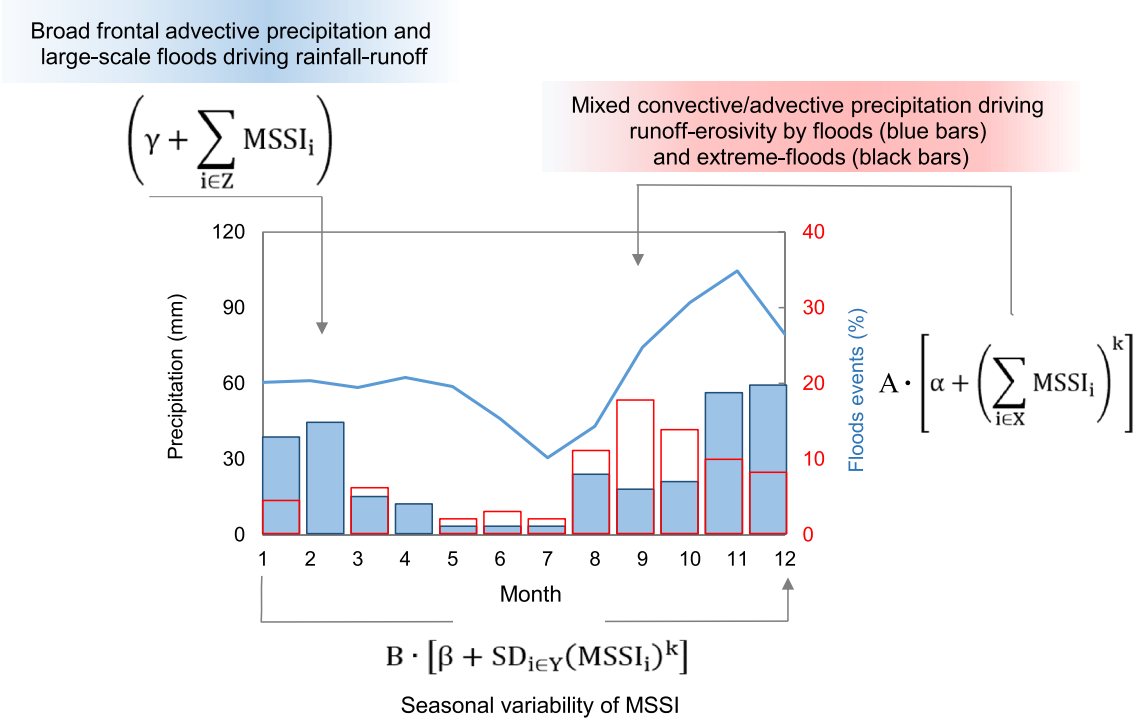 Broad frontal advective precipitation and
large-scale floods driving rainfall-runoff
(γ + ∑ MSSIᵢ)
i∈Z
Mixed convective/advective precipitation driving
runoff-erosivity by floods (blue bars)
and extreme-floods (black bars)
120
90
60
30
0
Precipitation (mm)
40
30
20
10
0
Floods events (%)
A · [α + (∑ MSSIᵢ)ᵏ]
i∈X
1 2 3 4 5 6 7 8 9 10 11 12
Month
B · [β + SDᵢ∈Y(MSSIᵢ)ᵏ]
Seasonal variability of MSSI